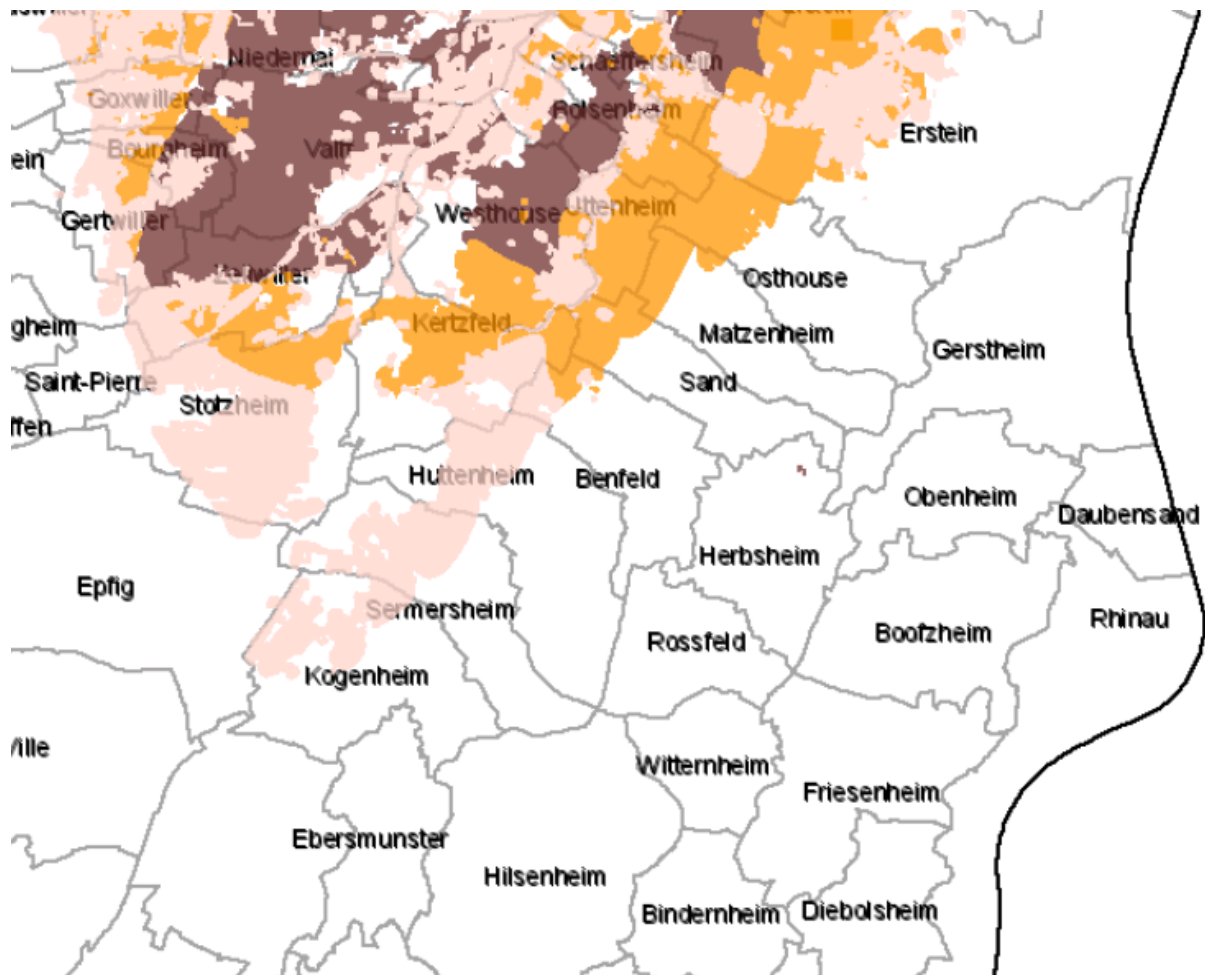 Niedernai
Schaeffersheim
Goxwiller
Bolsenheim
Erstein
Bourgheim
Valff
ein
Gertwiller
Westhouse
Uttenheim
Zellwiller
Osthouse
gheim
Kertzfeld
Matzenheim
Gerstheim
Saint-Pierre
Sand
Stotzheim
ffen
Huttenheim
Benfeld
Obenheim
Daubensand
Herbsheim
Epfig
Sermersheim
Rossfeld
Boofzheim
Rhinau
Kogenheim
Ville
Witternheim
Friesenheim
Ebersmunster
Hilsenheim
Bindernheim
Diebolsheim